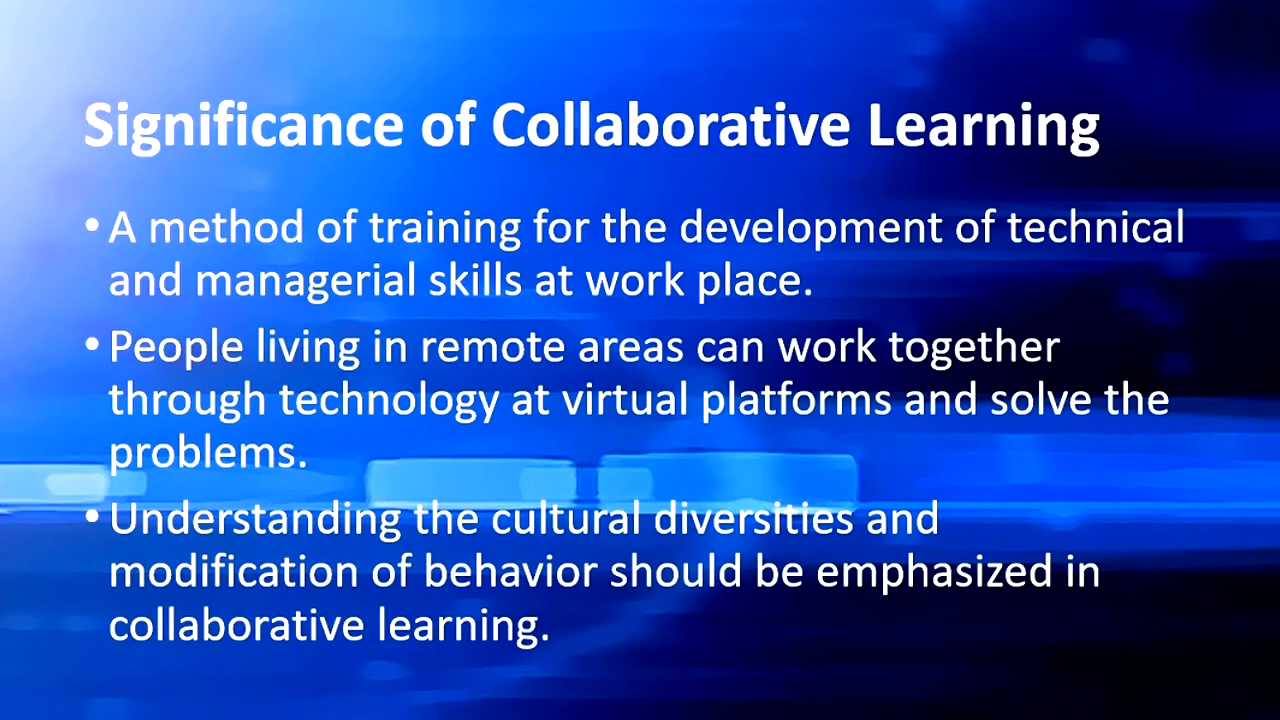 Significance of Collaborative Learning
• A method of training for the development of technical
and managerial skills at work place.
• People living in remote areas can work together
through technology at virtual platforms and solve the
problems.
• Understanding the cultural diversities and
modification of behavior should be emphasized in
collaborative learning.